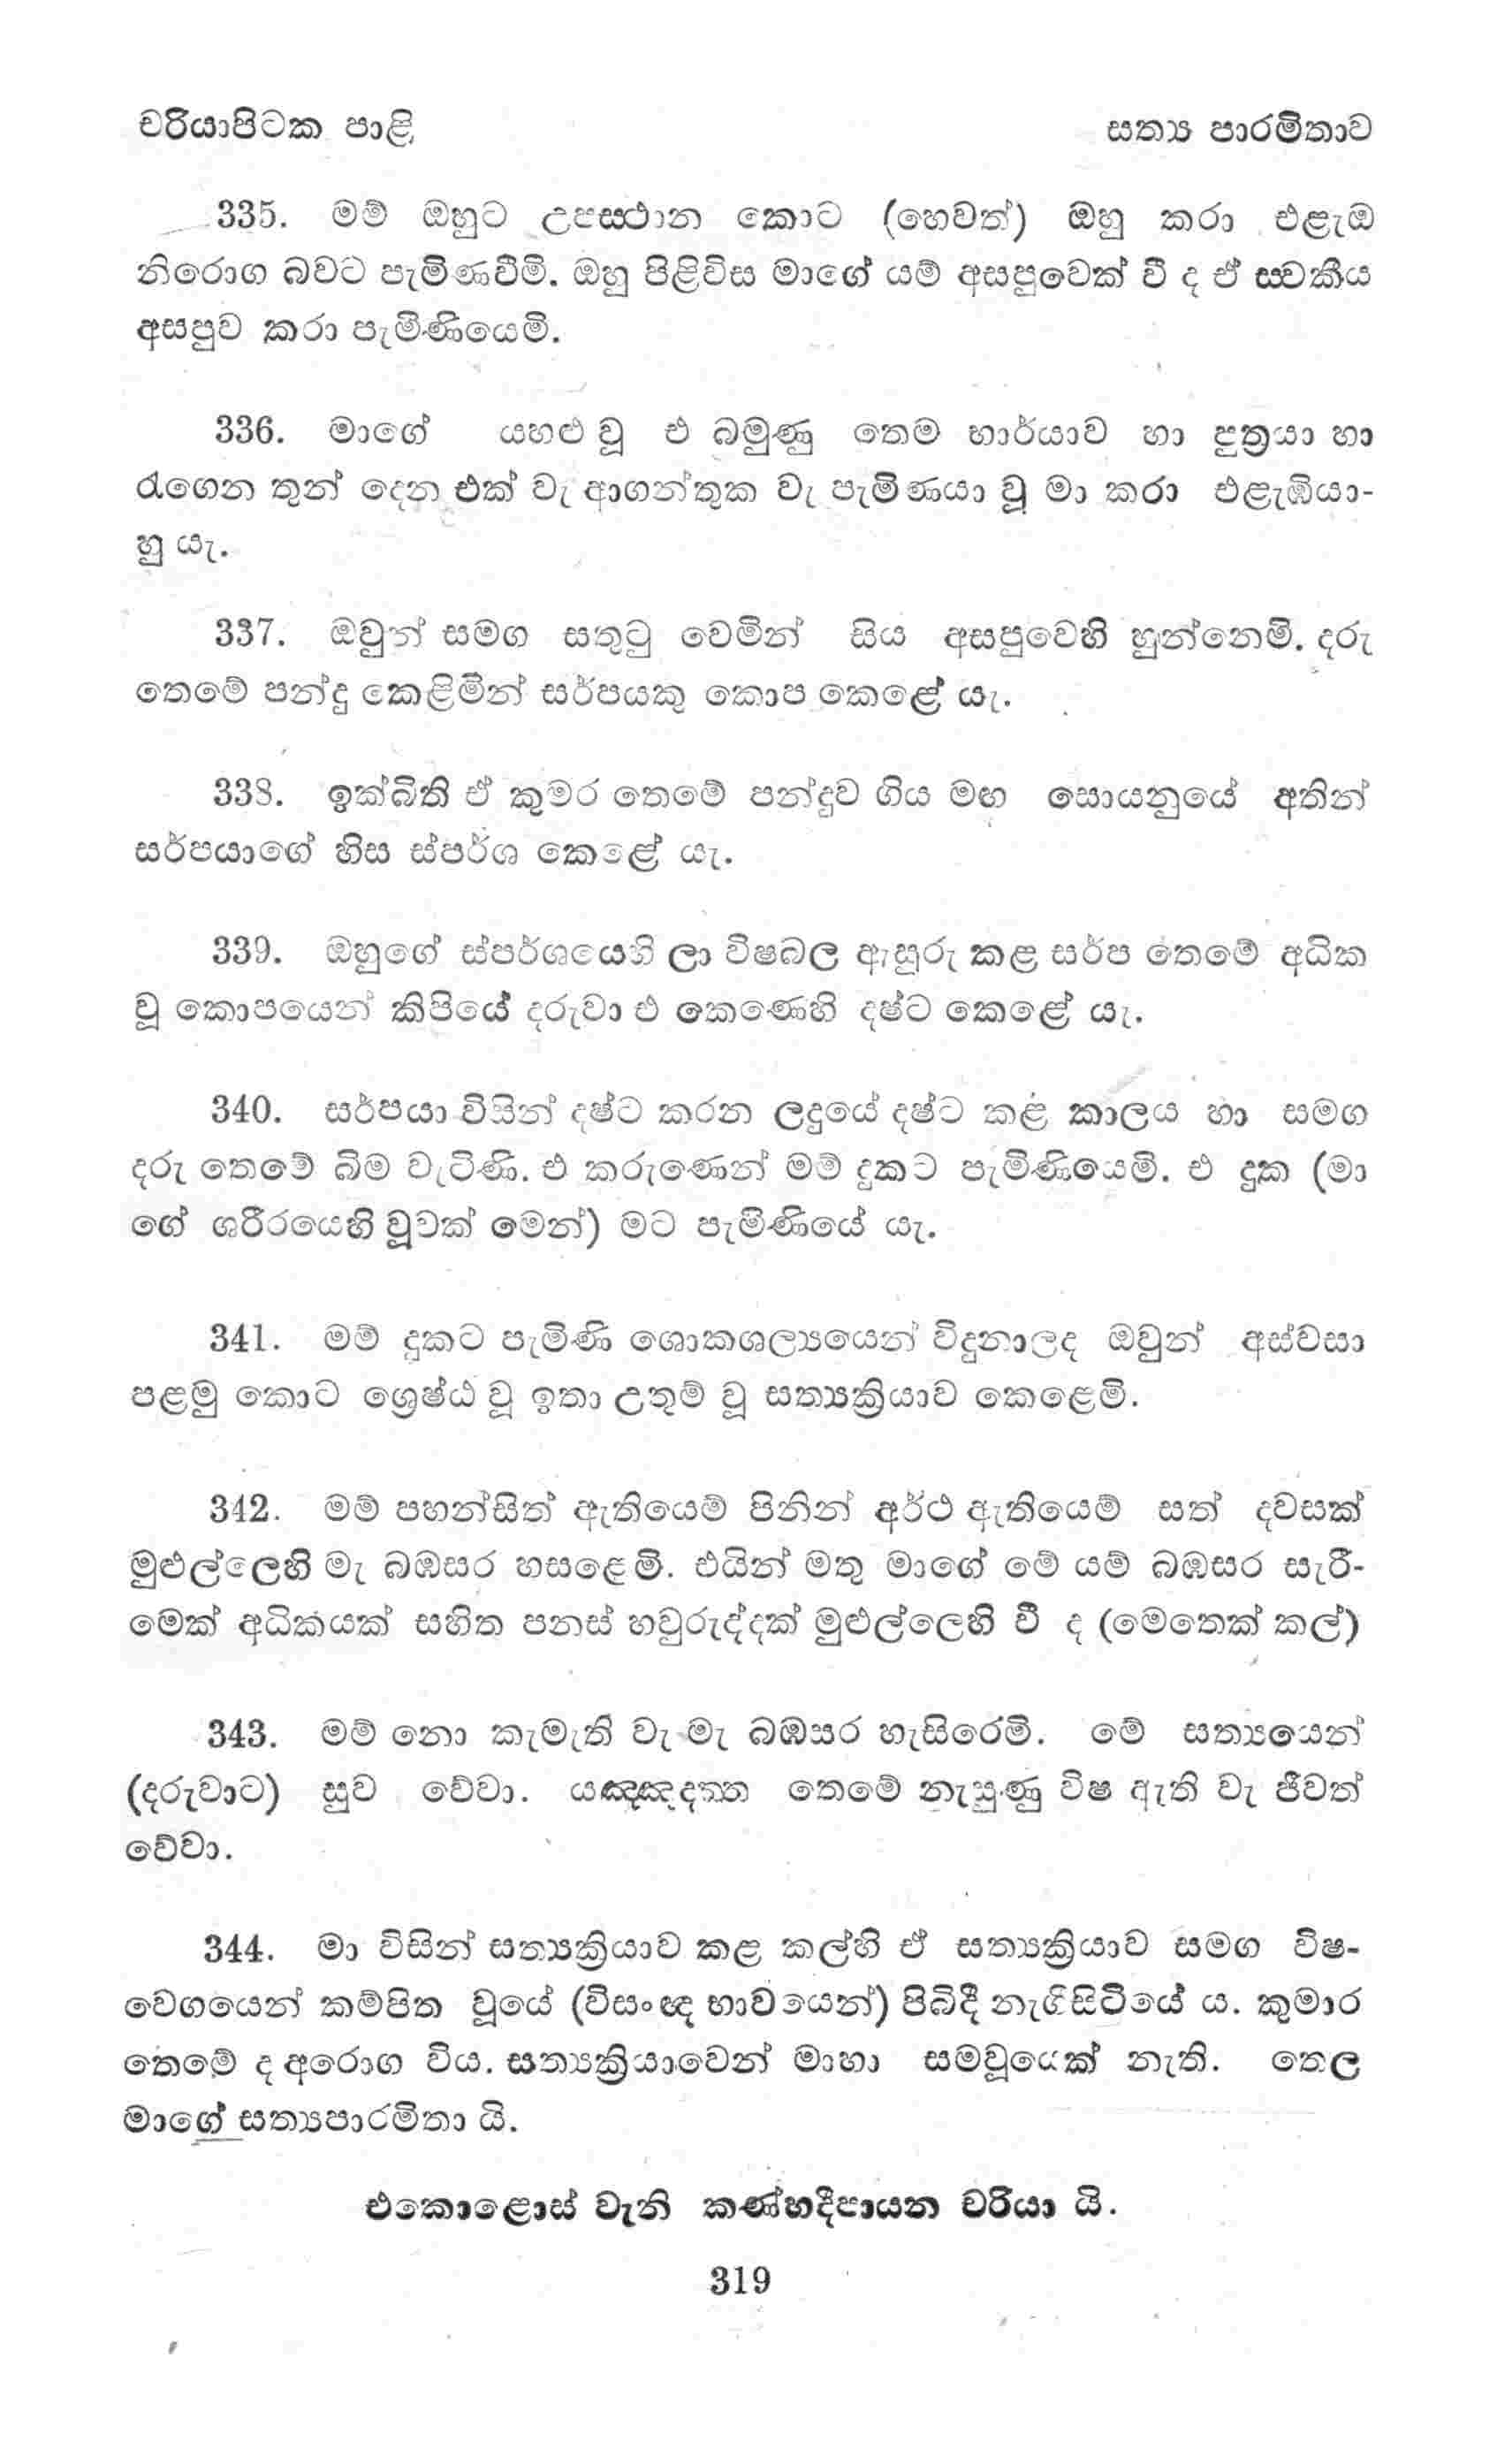 චරියාපිටක පාළි
සත්‍ය පාරමිතාව
335. මම් ඔහුට උපස්ථාන කොට (හෙවත්) ඔහු කරා එළැඹ
නිරොග බවට පැමිණවීමි. ඔහු පිළිවිස මාගේ යම් අසපුවෙක් වී ද ඒ ස්වකීය
අසපුව කරා පැමිණියෙමි.
336. මාගේ යහළු වූ එ බමුණු තෙම භාර්යාව හා පුත්‍රයා හා
රැගෙන තුන් දෙන එක් වැ ආගන්තුක වැ පැමිණයා වූ මා කරා එළැඹියා-
හු යැ.
337. ඔවුන් සමග සතුටු වෙමින් සිය අසපුවෙහි හුන්නෙමි. දරු
තෙමේ පන්දු කෙළිමින් සර්පයකු කොප කෙළේ යැ.
338. ඉක්බිති ඒ කුමර තෙමේ පන්දුව ගිය මඟ සොයනුයේ අතින්
සර්පයාගේ හිස ස්පර්ශ කෙළේ යැ.
339. ඔහුගේ ස්පර්ශයෙහි ලා විෂබල ඇසුරු කළ සර්ප තෙමේ අධික
වූ කොපයෙන් කිපියේ දරුවා එ කෙණෙහි දෂ්ට කෙළේ යැ.
340. සර්පයා විසින් දෂ්ට කරන ලදුයේ දෂ්ට කළ කාලය හා සමග
දරු තෙමේ බිම වැටිණි. එ කරුණෙන් මම් දුකට පැමිණියෙමි. එ දුක (මා
ගේ ශරීරයෙහි වූවක් මෙන්) මට පැමිණියේ යැ.
341. මම් දුකට පැමිණි ශොකශල්‍යයෙන් විදුනාලද ඔවුන් අස්වසා
පළමු කොට ශ්‍රෙෂ්ඨ වූ ඉතා උතුම් වූ සත්‍යක්‍රියාව කෙළෙමි.
342. මම් පහන්සිත් ඇතියෙම් පිනින් අර්ථ ඇතියෙම් සත් දවසක්
මුළුල්ලෙහි මැ බඹසර හසළෙමි. එයින් මතු මාගේ මේ යම් බඹසර සැරී-
මෙක් අධිකයක් සහිත පනස් හවුරුද්දක් මුළුල්ලෙහි වී ද (මෙතෙක් කල්)
343. මම් නො කැමැති වැ මැ බඹසර හැසිරෙමි. මේ සත්‍යයෙන්
(දරුවාට) සුව වේවා. යඤ්ඤදත්ත තෙමේ නැසුණු විෂ ඇති වැ ජීවත්
වේවා.
344. මා විසින් සත්‍යක්‍රියාව කළ කල්හි ඒ සත්‍යක්‍රියාව සමග විෂ-
වෙගයෙන් කම්පිත වූයේ (විසංඥ භාවයෙන්) පිබිදී නැගිසිටියේ ය. කුමාර
තෙමේ ද අරොග විය. සත්‍යක්‍රියාවෙන් මාහා සමවූයෙක් නැති. තෙල
මාගේ සත්‍යපාරමිතා යි.
එකොළොස් වැනි කණ්හදීපායන චරියා යි.
319